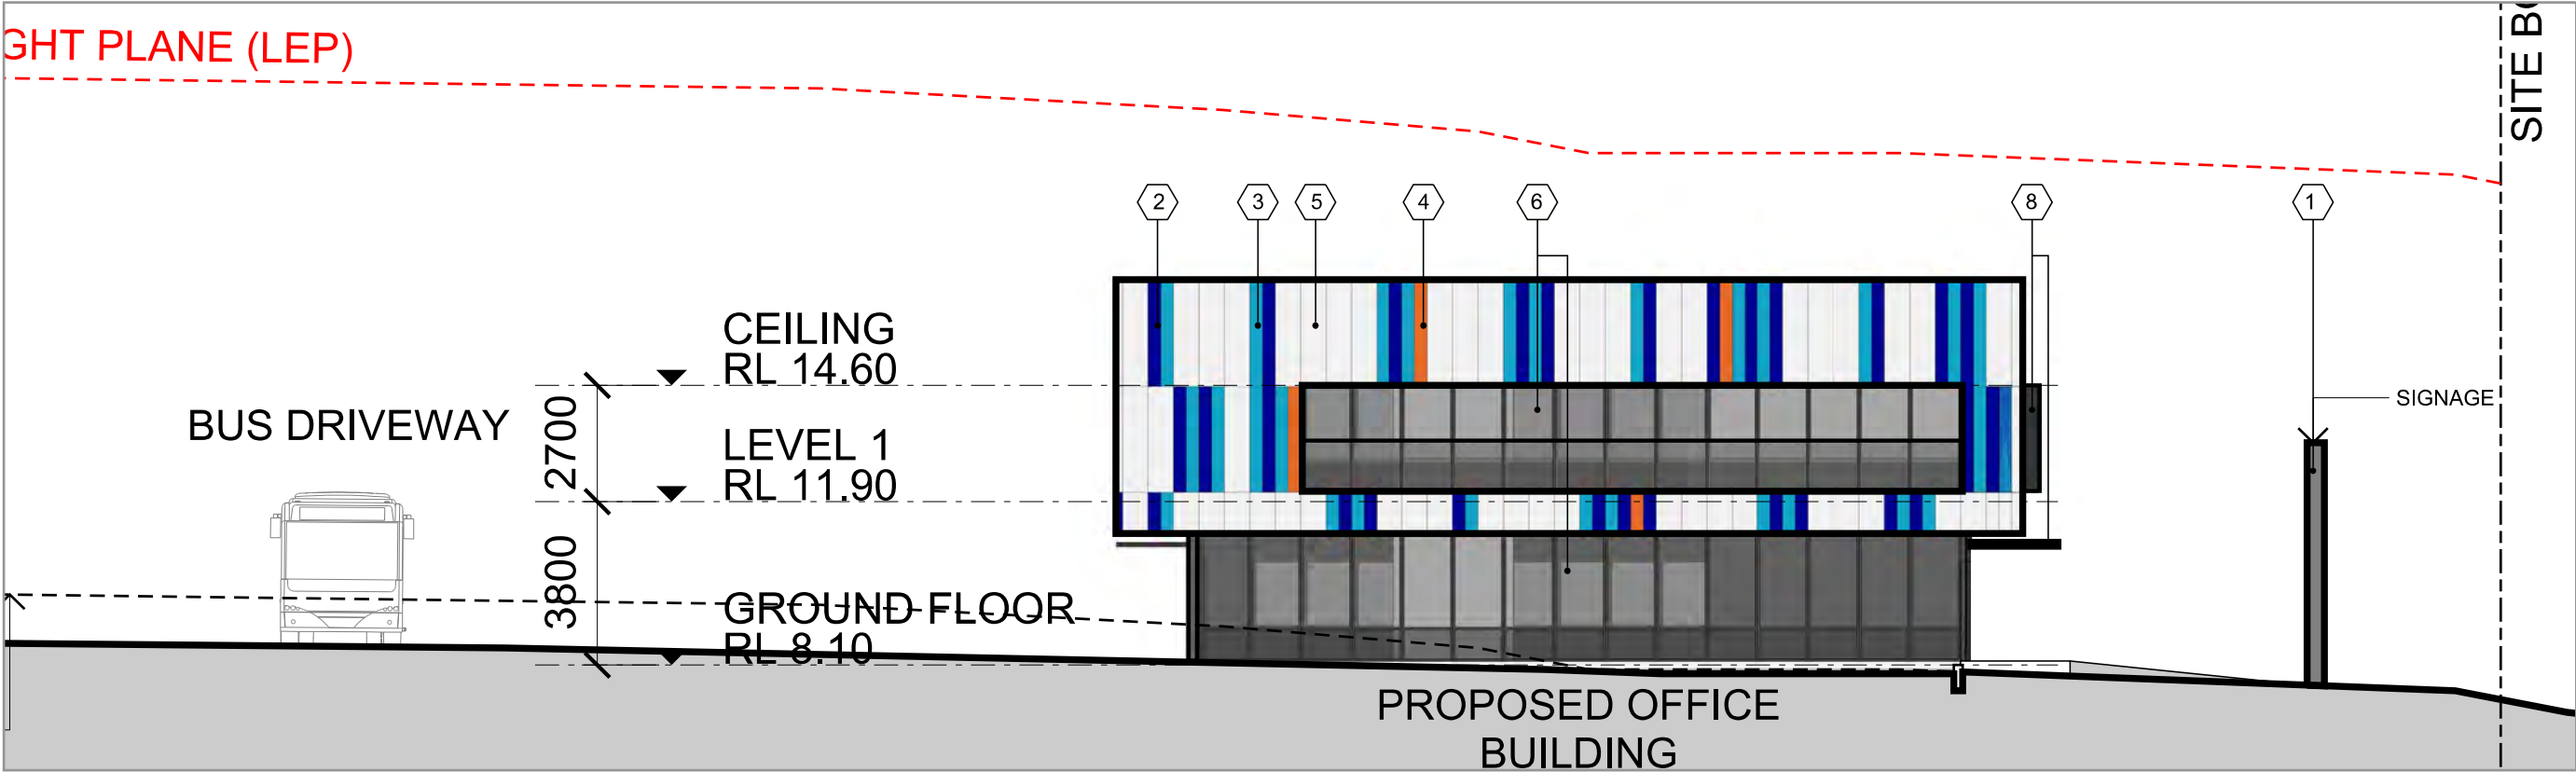 GHT PLANE (LEP)
SITE BO
2
3
5
4
6
8
1
CEILING
RL 14.60
SIGNAGE
BUS DRIVEWAY
2700
LEVEL 1
RL 11.90
3800
GROUND FLOOR
RL 8.10
PROPOSED OFFICE
BUILDING